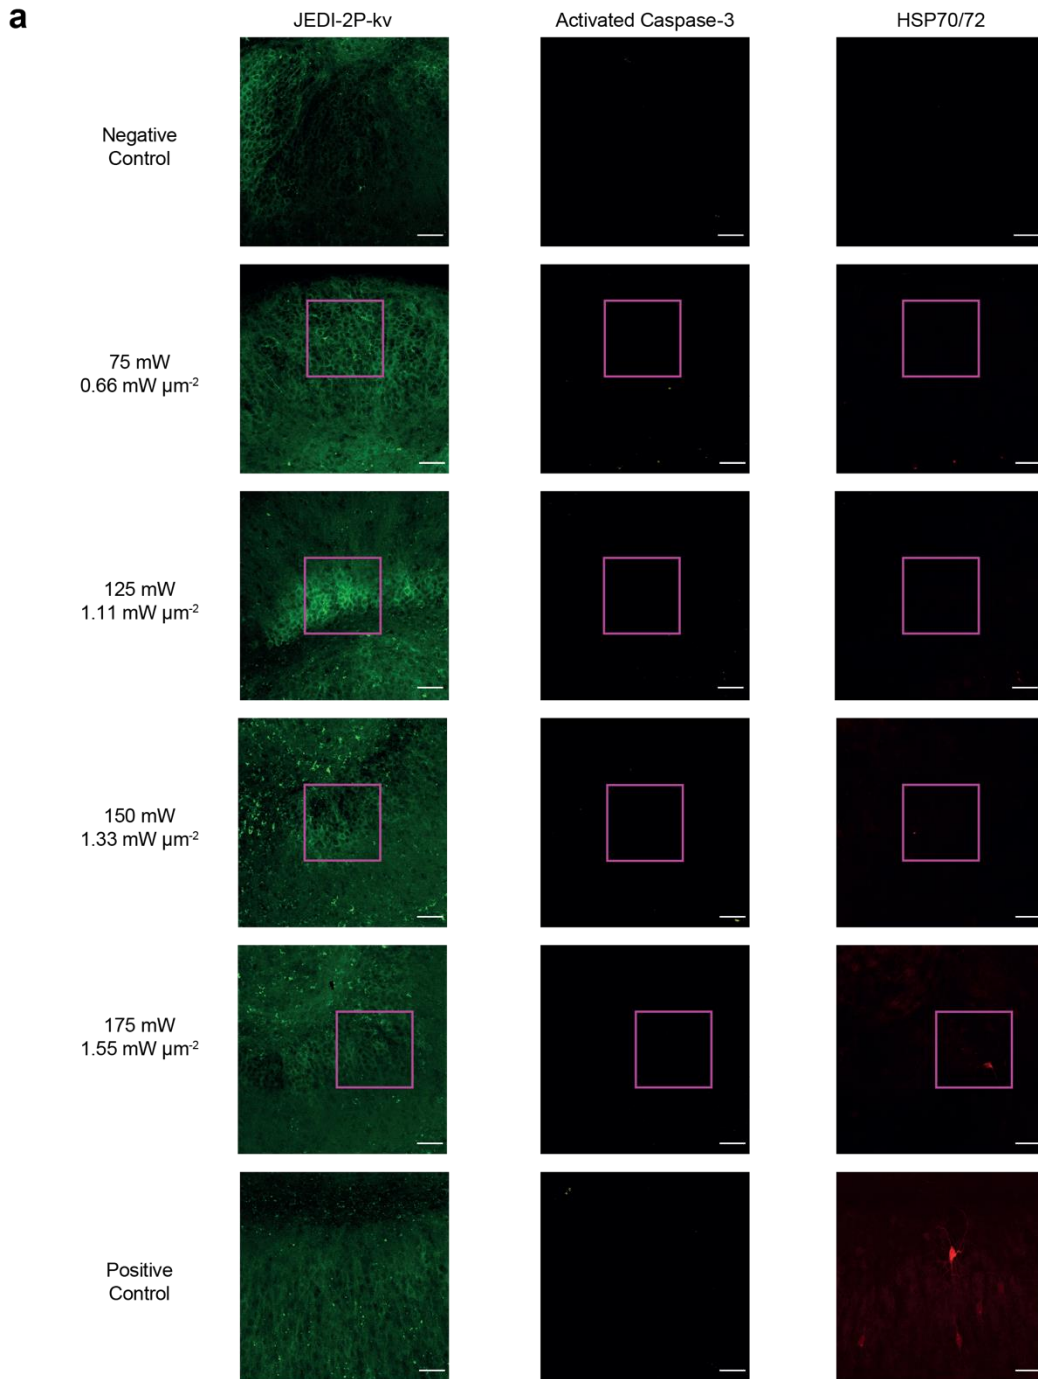 a
JEDI-2P-kv
Activated Caspase-3
HSP70/72
Negative
Control
75 mW
0.66 mW µm⁻²
125 mW
1.11 mW µm⁻²
150 mW
1.33 mW µm⁻²
175 mW
1.55 mW µm⁻²
Positive
Control